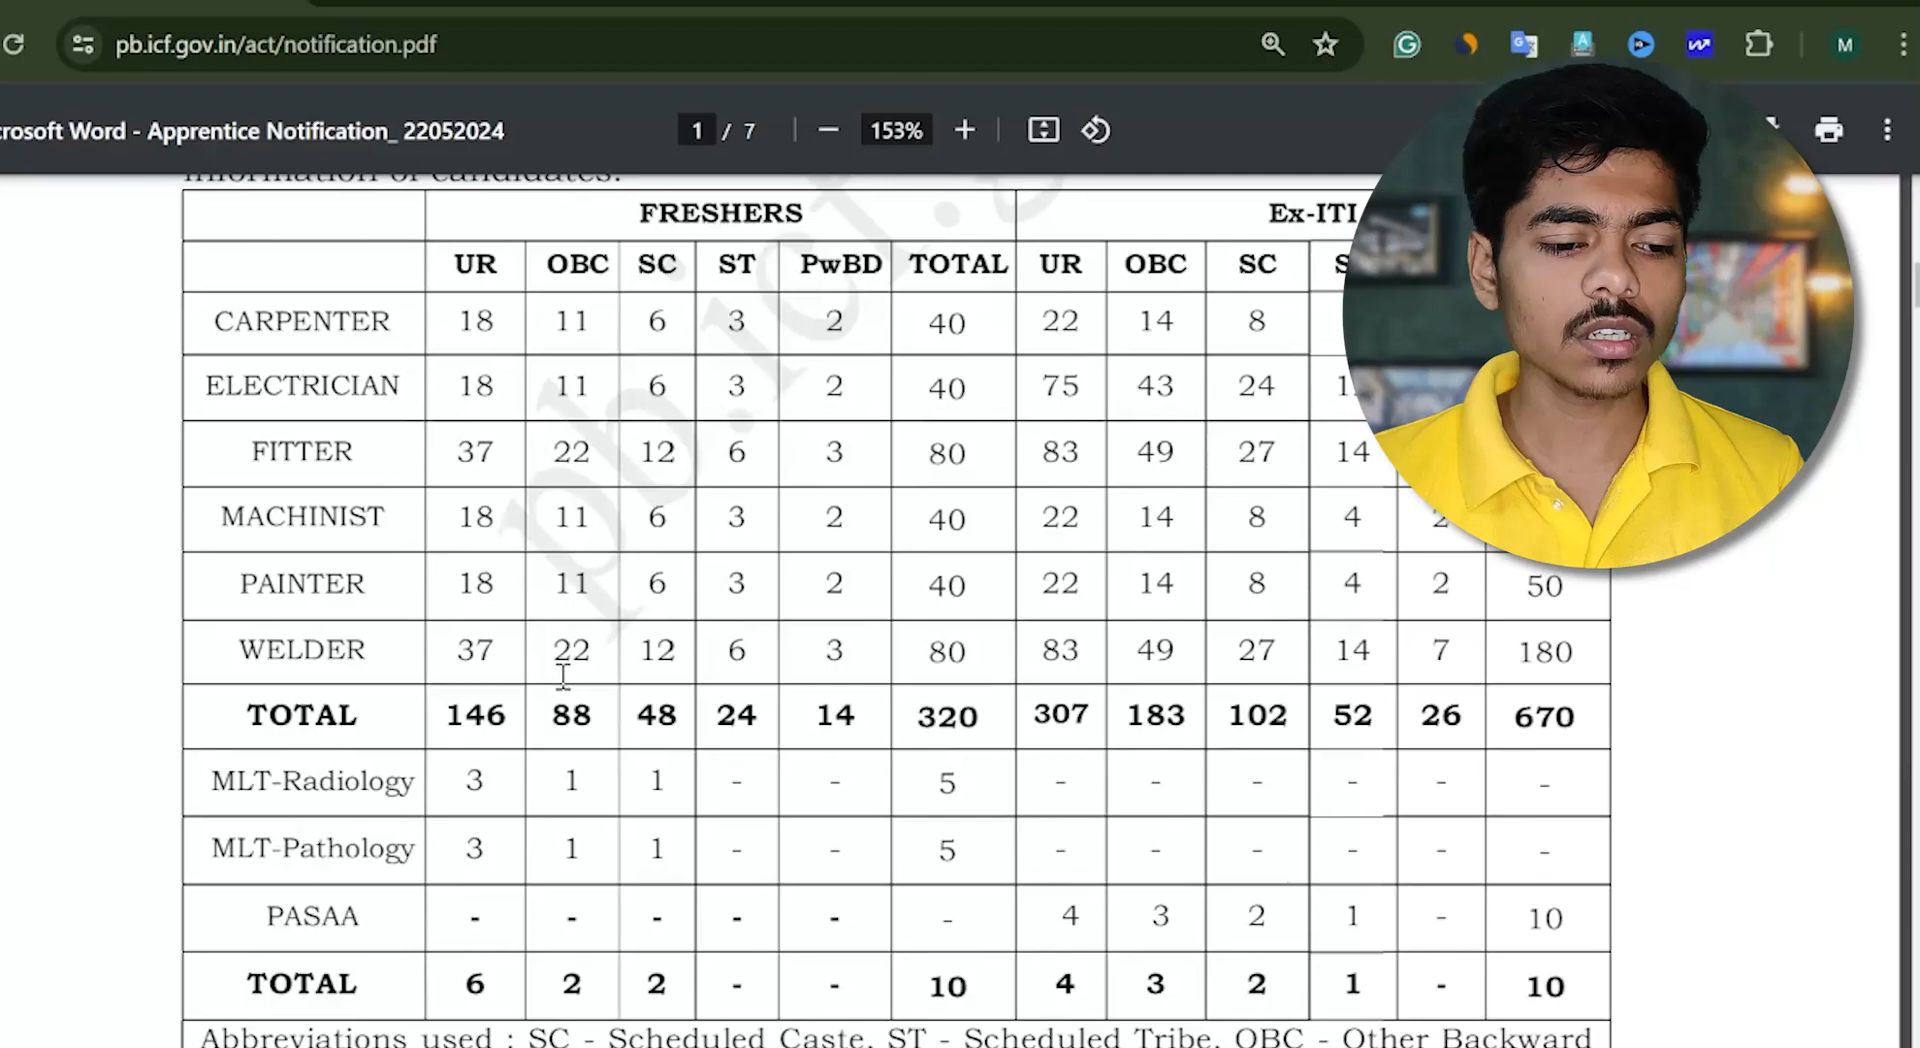 pb.icf.gov.in/act/notification.pdf
M
crosoft Word - Apprentice Notification_ 22052024
1 / 7
153%
information of candidates.
FRESHERS Ex-ITI
UR OBC SC ST PwBD TOTAL UR OBC SC
CARPENTER 18 11 6 3 2 40 22 14 8
ELECTRICIAN 18 11 6 3 2 40 75 43 24
FITTER 37 22 12 6 3 80 83 49 27 14
MACHINIST 18 11 6 3 2 40 22 14 8 4 2
PAINTER 18 11 6 3 2 40 22 14 8 4 2 50
WELDER 37 22 12 6 3 80 83 49 27 14 7 180
TOTAL 146 88 48 24 14 320 307 183 102 52 26 670
MLT-Radiology 3 1 1 - - 5 - - - - - -
MLT-Pathology 3 1 1 - - 5 - - - - - -
PASAA - - - - - - 4 3 2 1 - 10
TOTAL 6 2 2 - - 10 4 3 2 1 - 10
Abbreviations used : SC - Scheduled Caste, ST - Scheduled Tribe, OBC - Other Backward
pb.icf.g